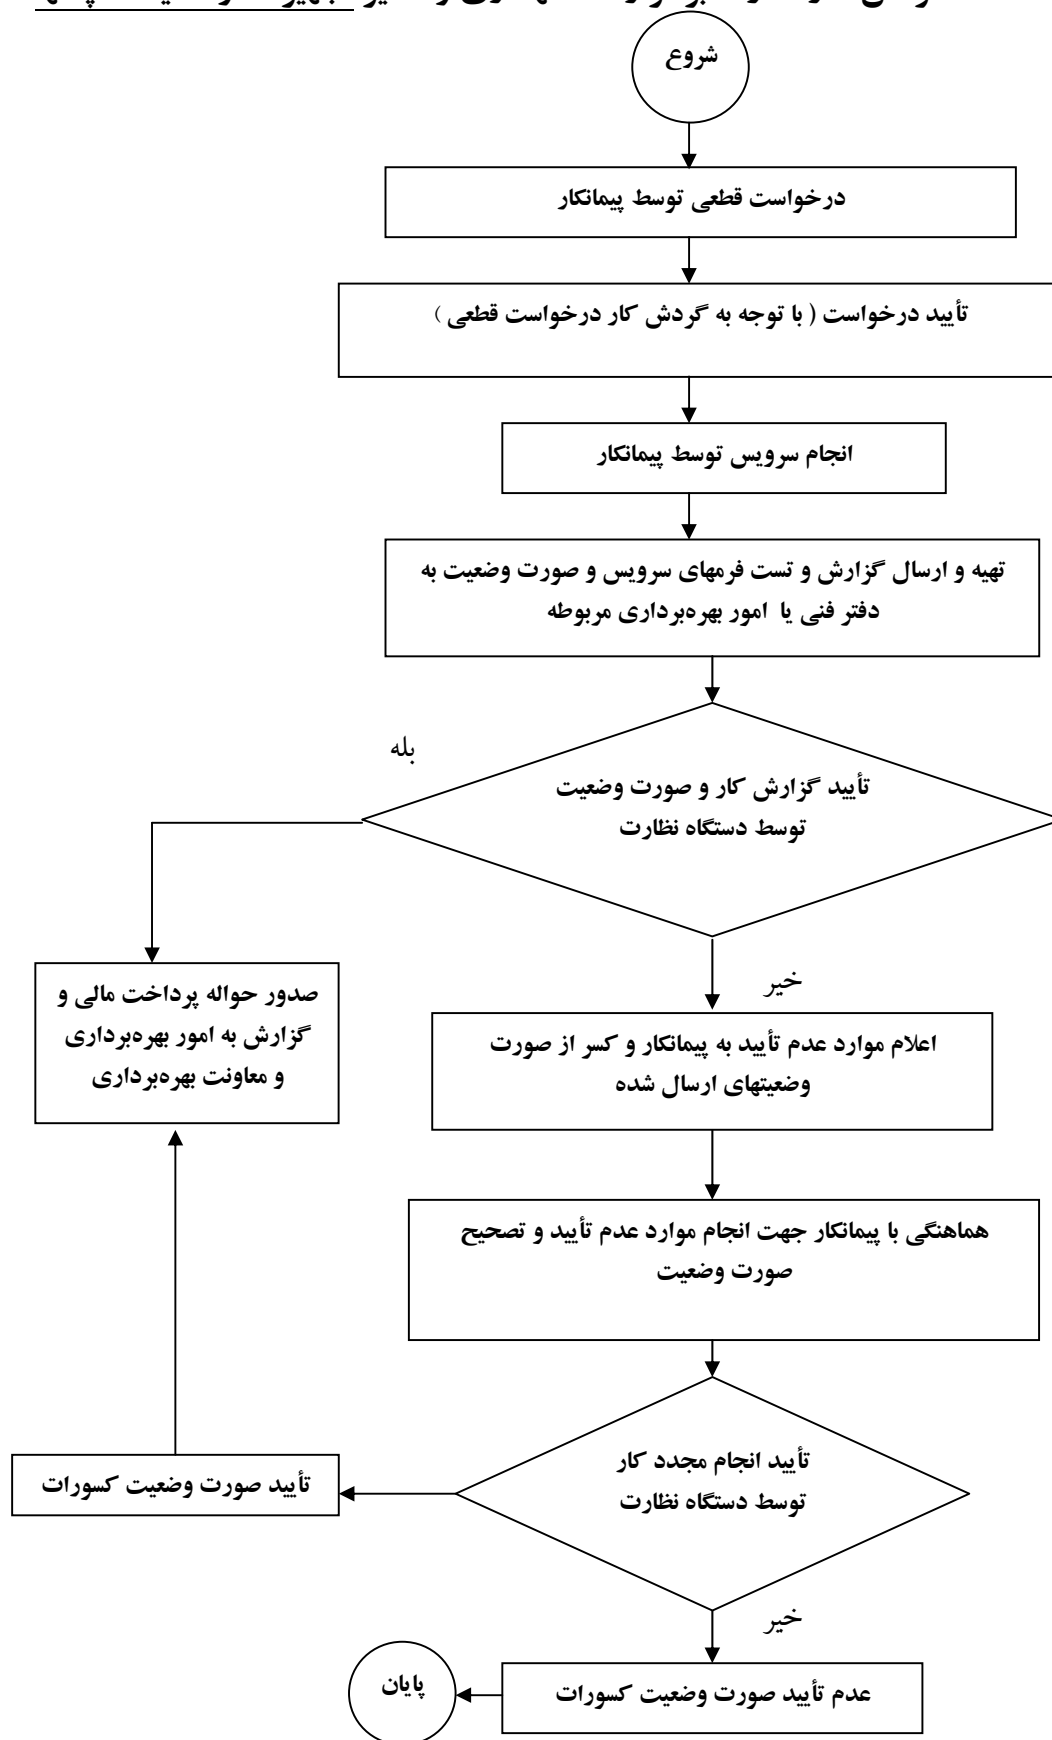 شروع
درخواست قطعی توسط پیمانکار
تأیید درخواست ( با توجه به گردش کار درخواست قطعی )
انجام سرویس توسط پیمانکار
تهیه و ارسال گزارش و تست فرمهای سرویس و صورت وضعیت به
دفتر فنی یا امور بهره‌برداری مربوطه
بله
تأیید گزارش کار و صورت وضعیت
توسط دستگاه نظارت
خیر
صدور حواله پرداخت مالی و
گزارش به امور بهره‌برداری
و معاونت بهره‌برداری
اعلام موارد عدم تأیید به پیمانکار و کسر از صورت
وضعیتهای ارسال شده
هماهنگی با پیمانکار جهت انجام موارد عدم تأیید و تصحیح
صورت وضعیت
تأیید انجام مجدد کار
توسط دستگاه نظارت
تأیید صورت وضعیت کسورات
خیر
عدم تأیید صورت وضعیت کسورات
پایان